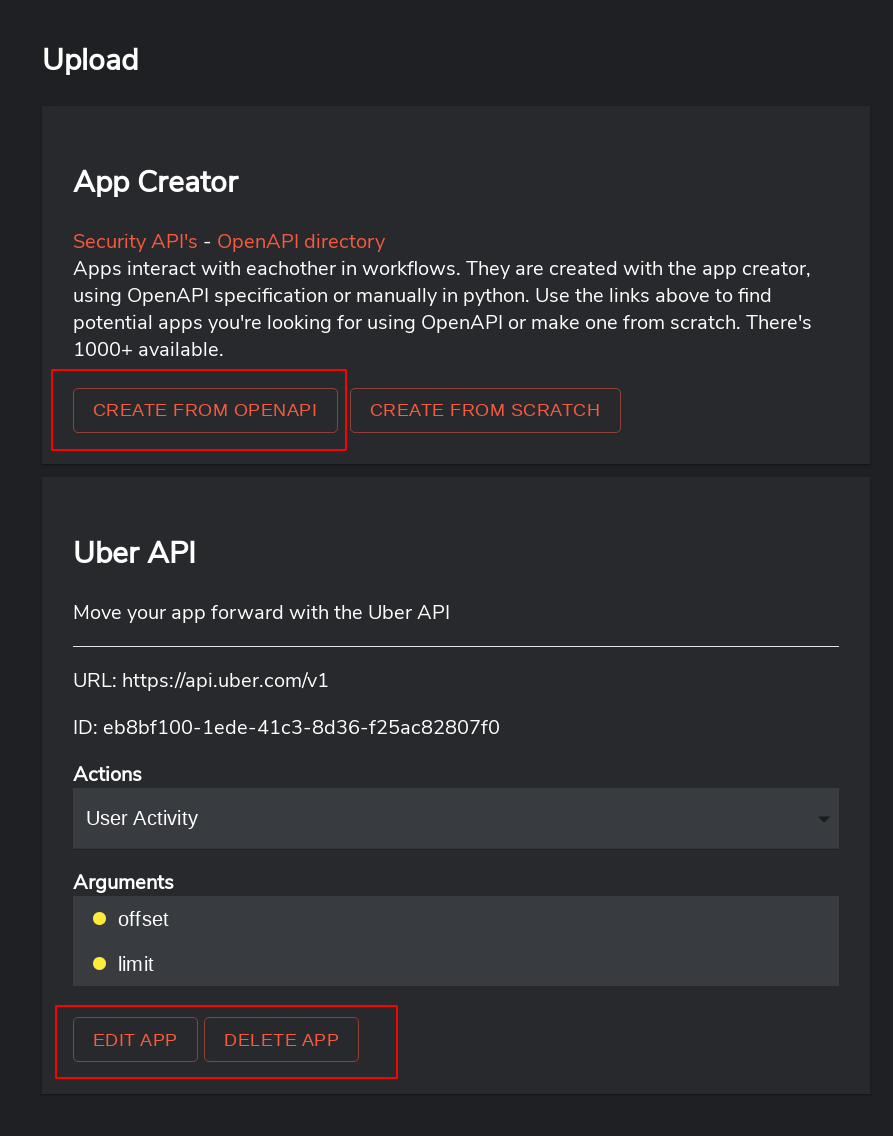 Upload
App Creator
Security API's - OpenAPI directory
Apps interact with eachother in workflows. They are created with the app creator,
using OpenAPI specification or manually in python. Use the links above to find
potential apps you're looking for using OpenAPI or make one from scratch. There's
1000+ available.
CREATE FROM OPENAPI CREATE FROM SCRATCH
Uber API
Move your app forward with the Uber API
URL: https://api.uber.com/v1
ID: eb8bf100-1ede-41c3-8d36-f25ac82807f0
Actions
User Activity
Arguments
offset
limit
EDIT APP DELETE APP